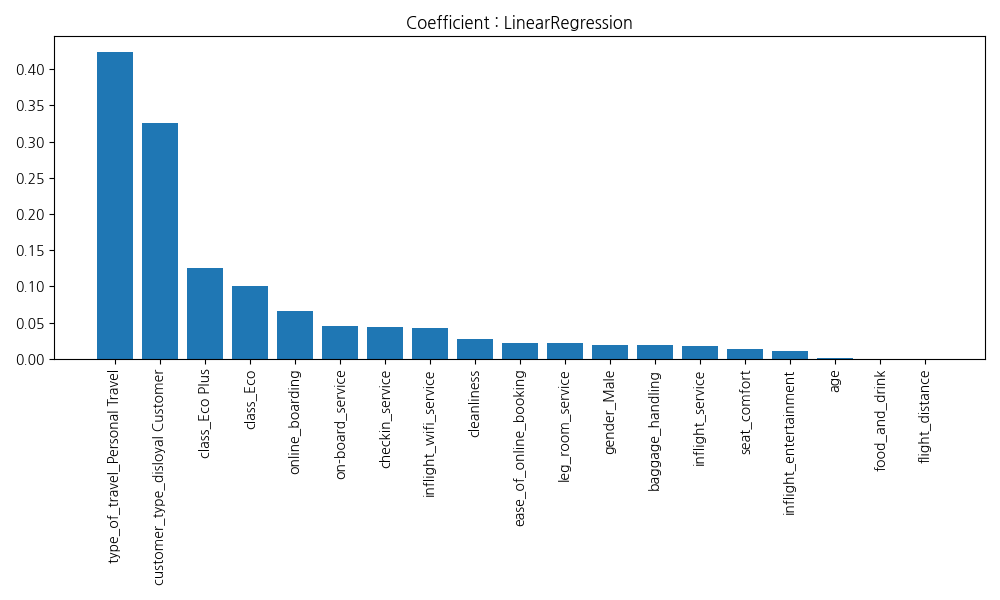 Coefficient : LinearRegression
0.40
0.35
0.30
0.25
0.20
0.15
0.10
0.05
0.00
type_of_travel_Personal Travel
customer_type_disloyal Customer
class_Eco Plus
class_Eco
online_boarding
on-board_service
checkin_service
inflight_wifi_service
cleanliness
ease_of_online_booking
leg_room_service
gender_Male
baggage_handling
inflight_service
seat_comfort
inflight_entertainment
age
food_and_drink
flight_distance